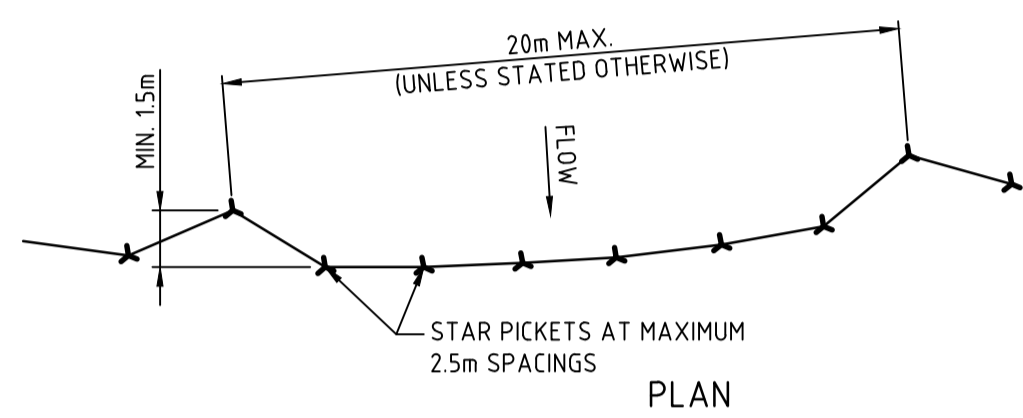 20m MAX.
(UNLESS STATED OTHERWISE)
MIN. 1.5m
FLOW
STAR PICKETS AT MAXIMUM
2.5m SPACINGS
PLAN